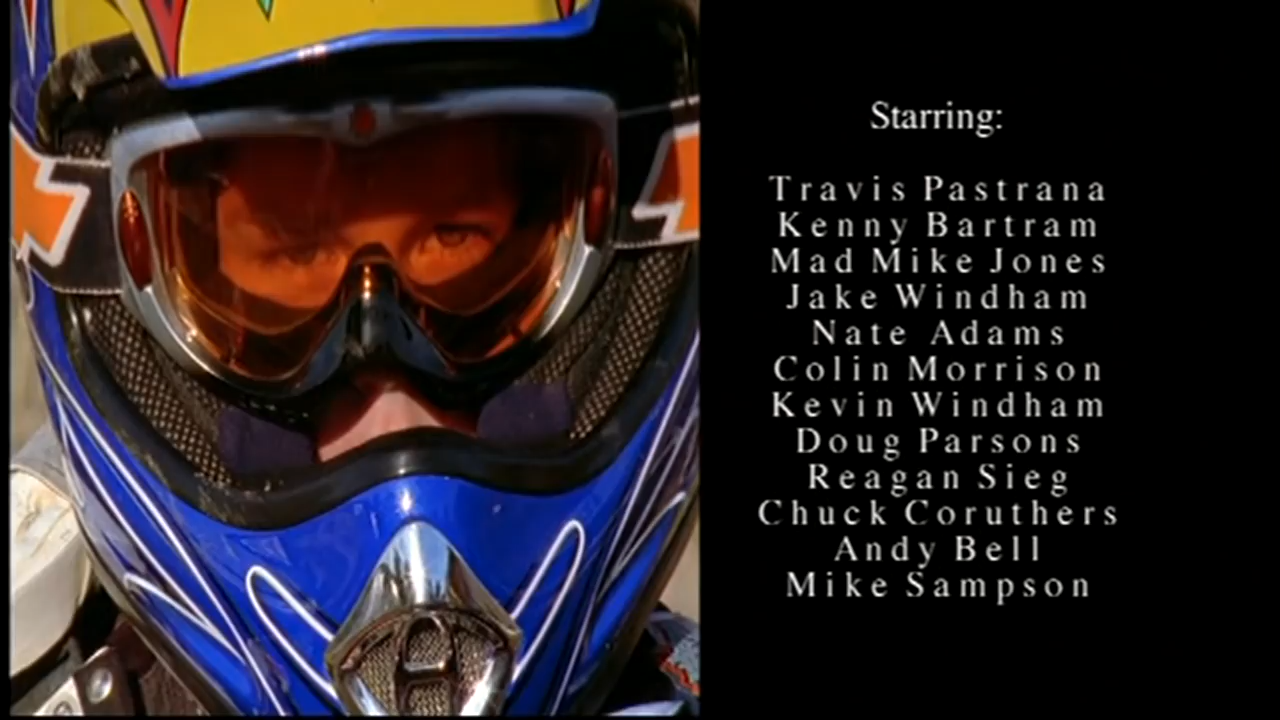 Starring:
Travis Pastrana
Kenny Bartram
Mad Mike Jones
Jake Windham
Nate Adams
Colin Morrison
Kevin Windham
Doug Parsons
Reagan Sieg
Chuck Coruthers
Andy Bell
Mike Sampson